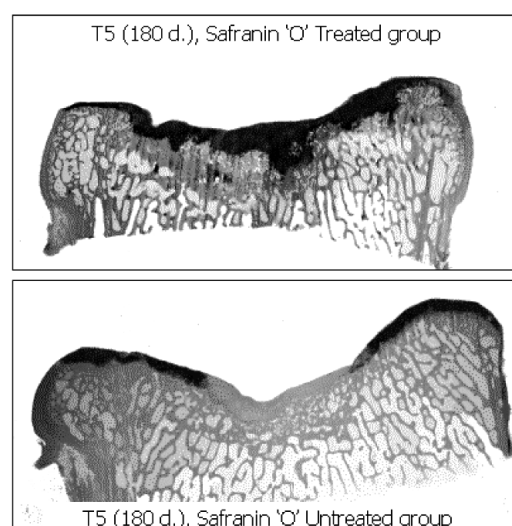 T5 (180 d.), Safranin 'O' Treated group
T5 (180 d.), Safranin 'O' Untreated group